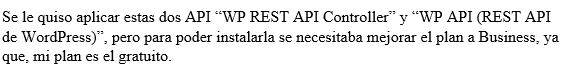 Se le quiso aplicar estas dos API “WP REST API Controller” y “WP API (REST API
de WordPress)”, pero para poder instalarla se necesitaba mejorar el plan a Business, ya
que, mi plan es el gratuito.